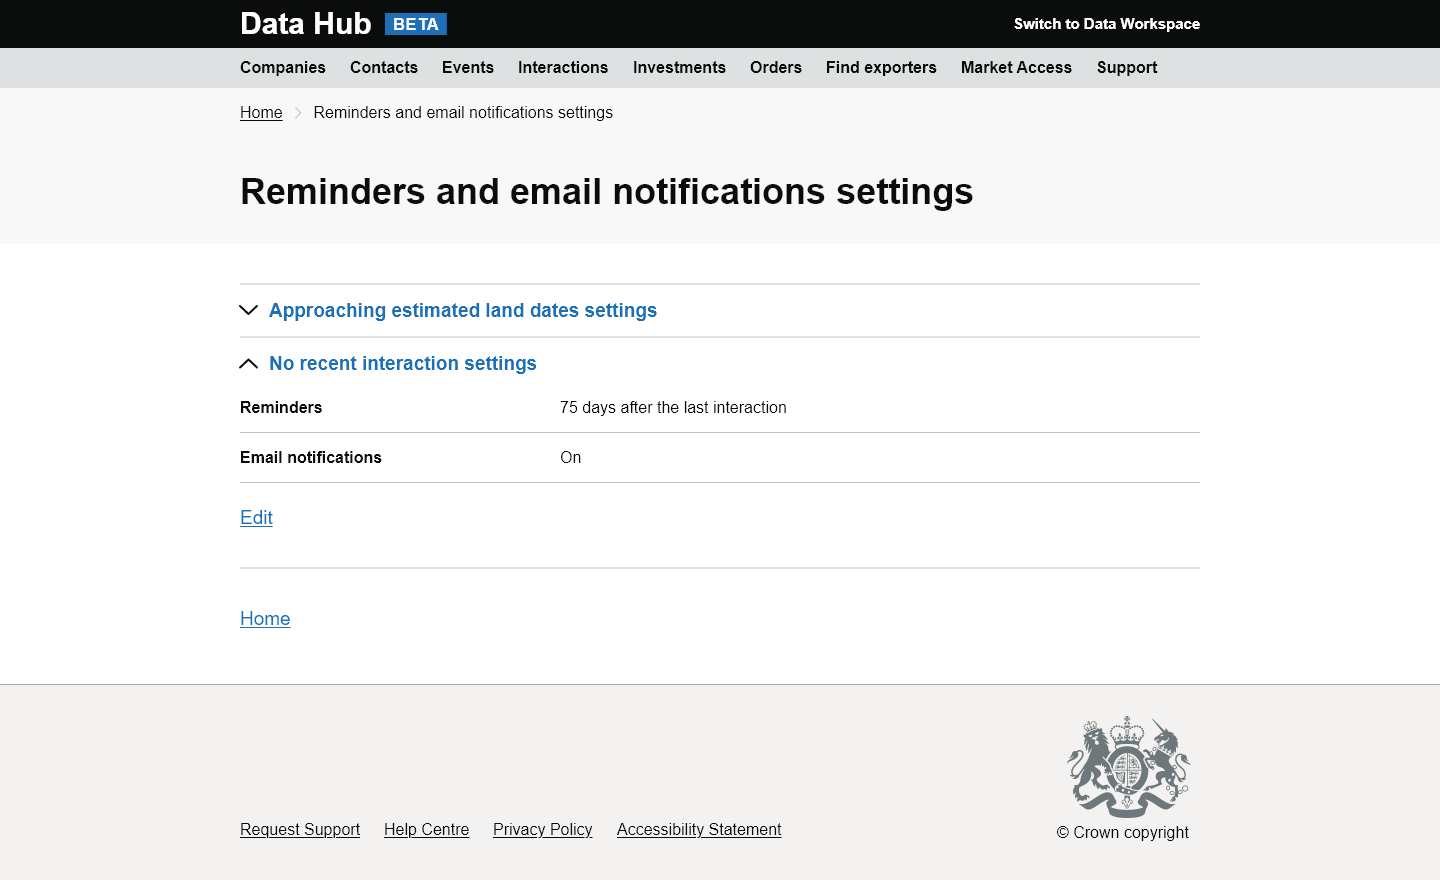 Data Hub BETA Switch to Data Workspace
Companies Contacts Events Interactions Investments Orders Find exporters Market Access Support
Home Reminders and email notifications settings
Reminders and email notifications settings
Approaching estimated land dates settings
No recent interaction settings
Reminders 75 days after the last interaction
Email notifications On
Edit
Home
Request Support Help Centre Privacy Policy Accessibility Statement
© Crown copyright